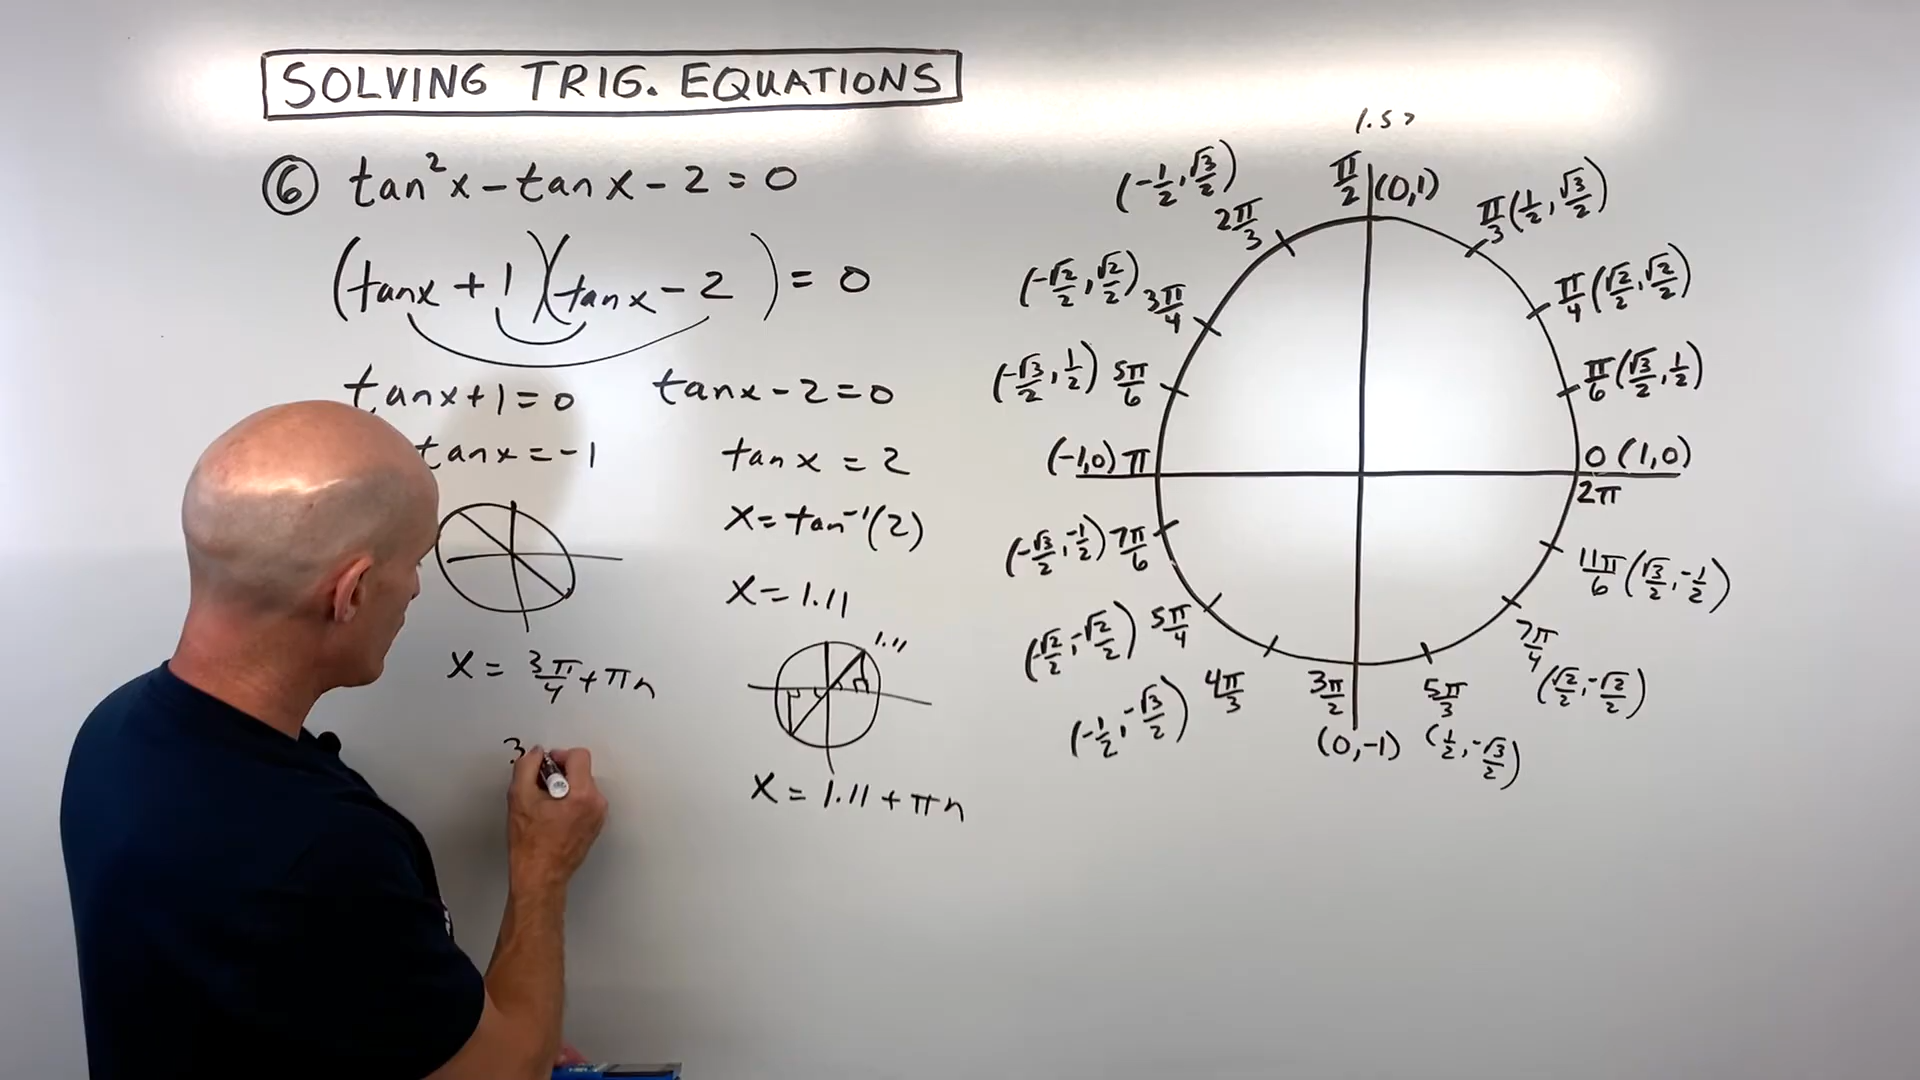 SOLVING TRIG. EQUATIONS
⑥ tan²x - tan x - 2 = 0
(tanx + 1)(tanx - 2) = 0
tanx + 1 = 0
tanx = -1
x = 3π/4 + πn
3
tanx - 2 = 0
tan x = 2
x = tan⁻¹(2)
x = 1.11
1.11
x = 1.11 + πn
1.57
π/2 (0,1)
π/3 (1/2, √3/2)
π/4 (√2/2, √2/2)
π/6 (√3/2, 1/2)
0 (1,0)
2π
11π/6 (√3/2, -1/2)
7π/4
(√2/2, -√2/2)
5π/3
(1/2, -√3/2)
3π/2
(0,-1)
(-1/2, -√3/2) 4π/3
(-√2/2, -√2/2) 5π/4
(-√3/2, -1/2) 7π/6
(-1,0) π
(-√3/2, 1/2) 5π/6
(-√2/2, √2/2) 3π/4
(-1/2, √3/2)
2π/3